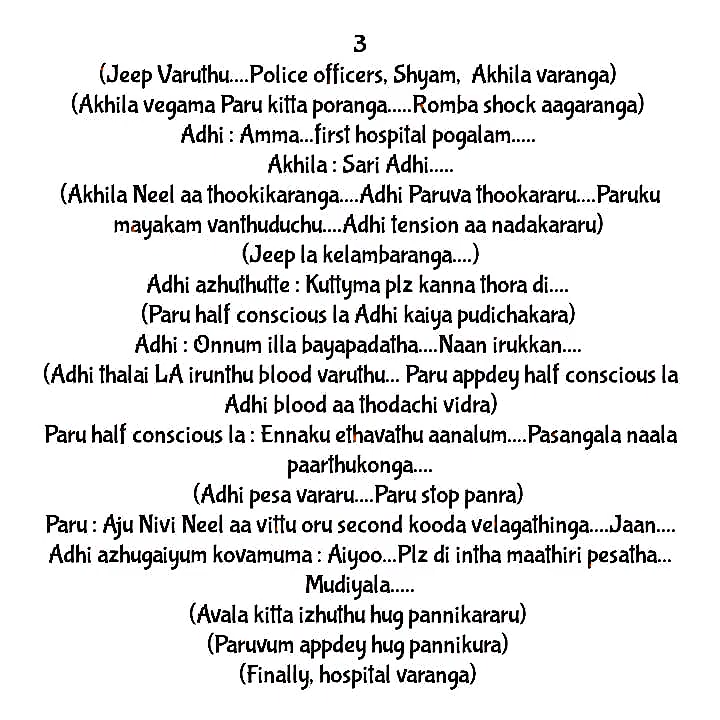 3
(Jeep Varuthu....Police officers, Shyam, Akhila varanga)
(Akhila vegama Paru kitta poranga.....Romba shock aagaranga)
Adhi : Amma...first hospital pogalam.....
Akhila : Sari Adhi.....
(Akhila Neel aa thookikaranga....Adhi Paruva thookararu....Paruku
mayakam vanthuduchu....Adhi tension aa nadakararu)
(Jeep la kelambaranga....)
Adhi azhuthutte : Kuttyma plz kanna thora di....
(Paru half conscious la Adhi kaiya pudichakara)
Adhi : Onnum illa bayapadatha....Naan irukkan....
(Adhi thalai LA irunthu blood varuthu... Paru appdey half conscious la
Adhi blood aa thodachi vidra)
Paru half conscious la : Ennaku ethavathu aanalum....Pasangala naala
paarthukonga....
(Adhi pesa vararu....Paru stop panra)
Paru : Aju Nivi Neel aa vittu oru second kooda velagathinga....Jaan....
Adhi azhugaiyum kovamuma : Aiyoo...Plz di intha maathiri pesatha...
Mudiyala.....
(Avala kitta izhuthu hug pannikararu)
(Paruvum appdey hug pannikura)
(Finally, hospital varanga)